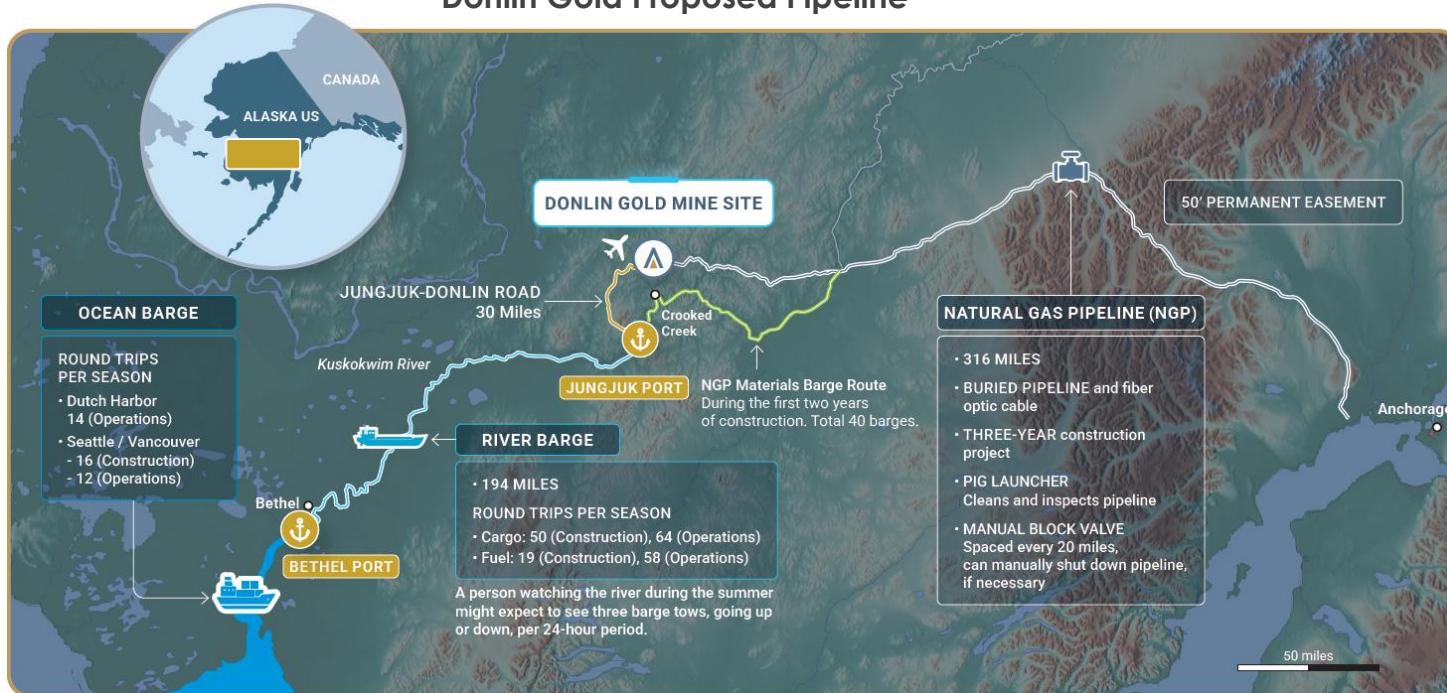 Donlin Gold Proposed Pipeline
CANADA
ALASKA US
DONLIN GOLD MINE SITE
50' PERMANENT EASEMENT
JUNGJUK-DONLIN ROAD
30 Miles
Crooked
Creek
Kuskokwim River
JUNGJUK PORT
NGP Materials Barge Route
During the first two years
of construction. Total 40 barges.
OCEAN BARGE
ROUND TRIPS
PER SEASON
• Dutch Harbor
14 (Operations)
• Seattle / Vancouver
- 16 (Construction)
- 12 (Operations)
Bethel
BETHEL PORT
RIVER BARGE
• 194 MILES
ROUND TRIPS PER SEASON
• Cargo: 50 (Construction), 64 (Operations)
• Fuel: 19 (Construction), 58 (Operations)
A person watching the river during the summer
might expect to see three barge tows, going up
or down, per 24-hour period.
NATURAL GAS PIPELINE (NGP)
• 316 MILES
• BURIED PIPELINE and fiber
optic cable
• THREE-YEAR construction
project
• PIG LAUNCHER
Cleans and inspects pipeline
• MANUAL BLOCK VALVE
Spaced every 20 miles,
can manually shut down pipeline,
if necessary
Anchorage
50 miles